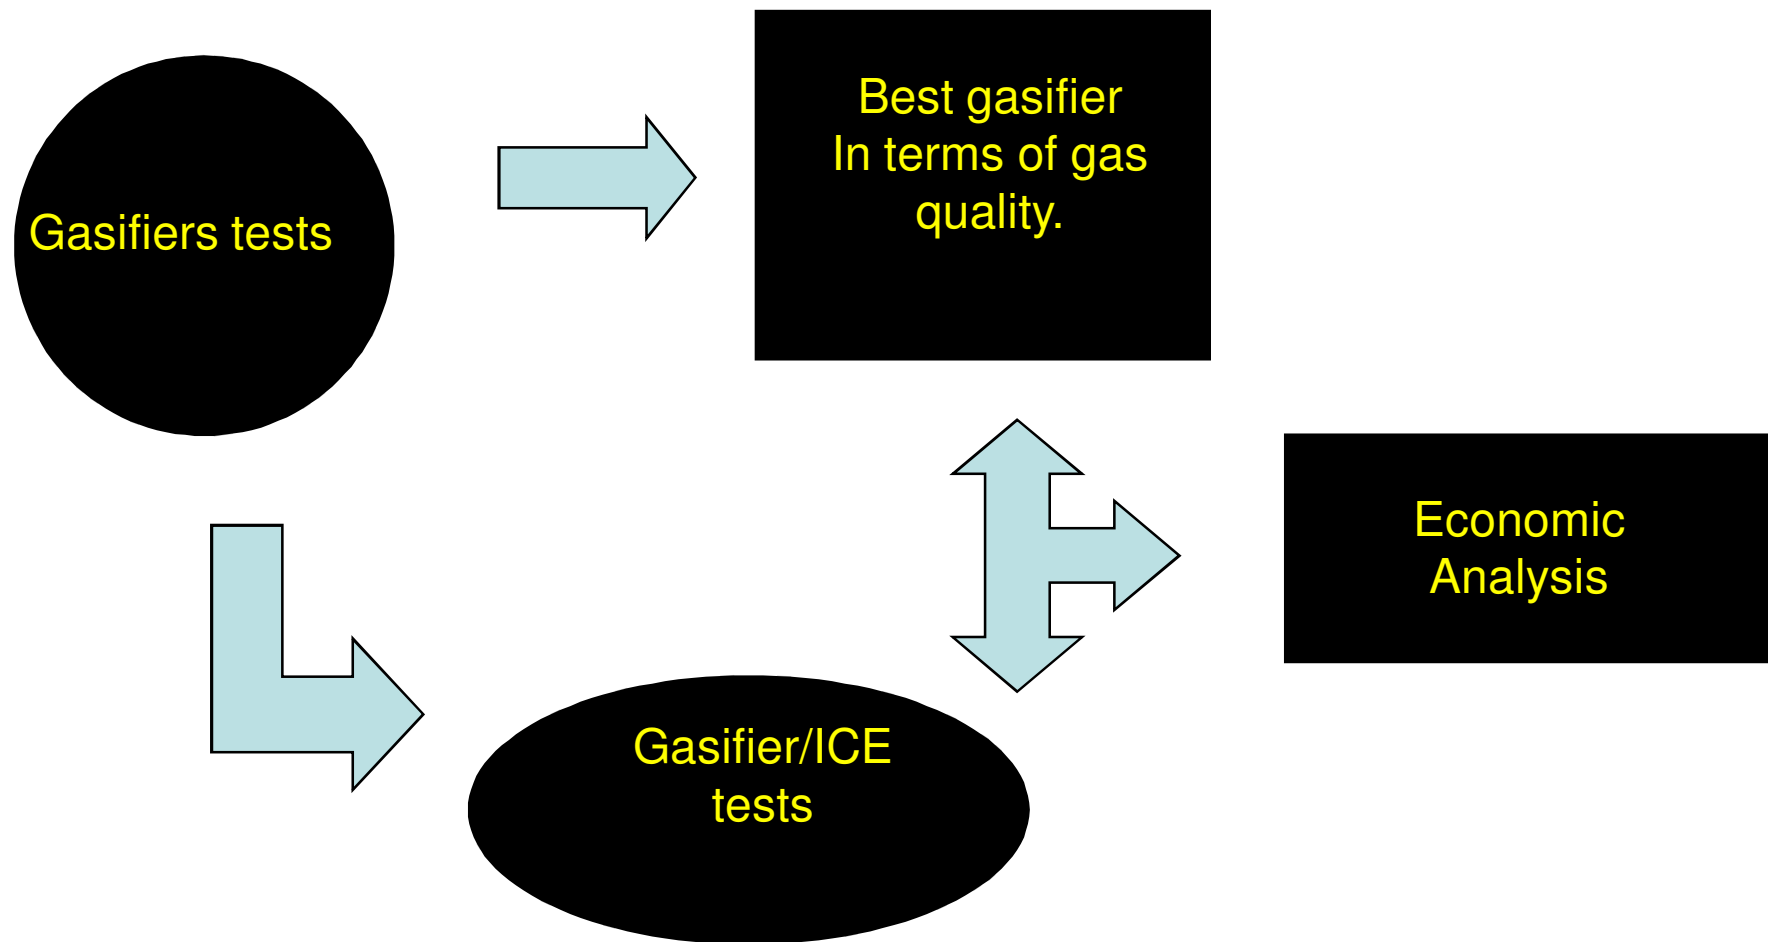 Gasifiers tests
Best gasifier
In terms of gas
quality.
Economic
Analysis
Gasifier/ICE
tests